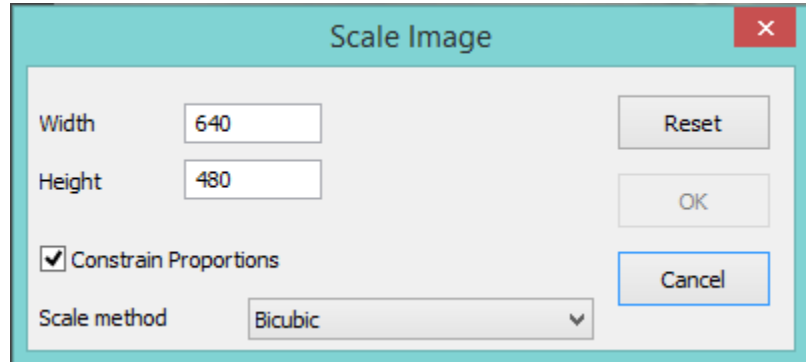 Scale Image
Width 640
Reset
Height 480
OK
Constrain Proportions
Cancel
Scale method Bicubic